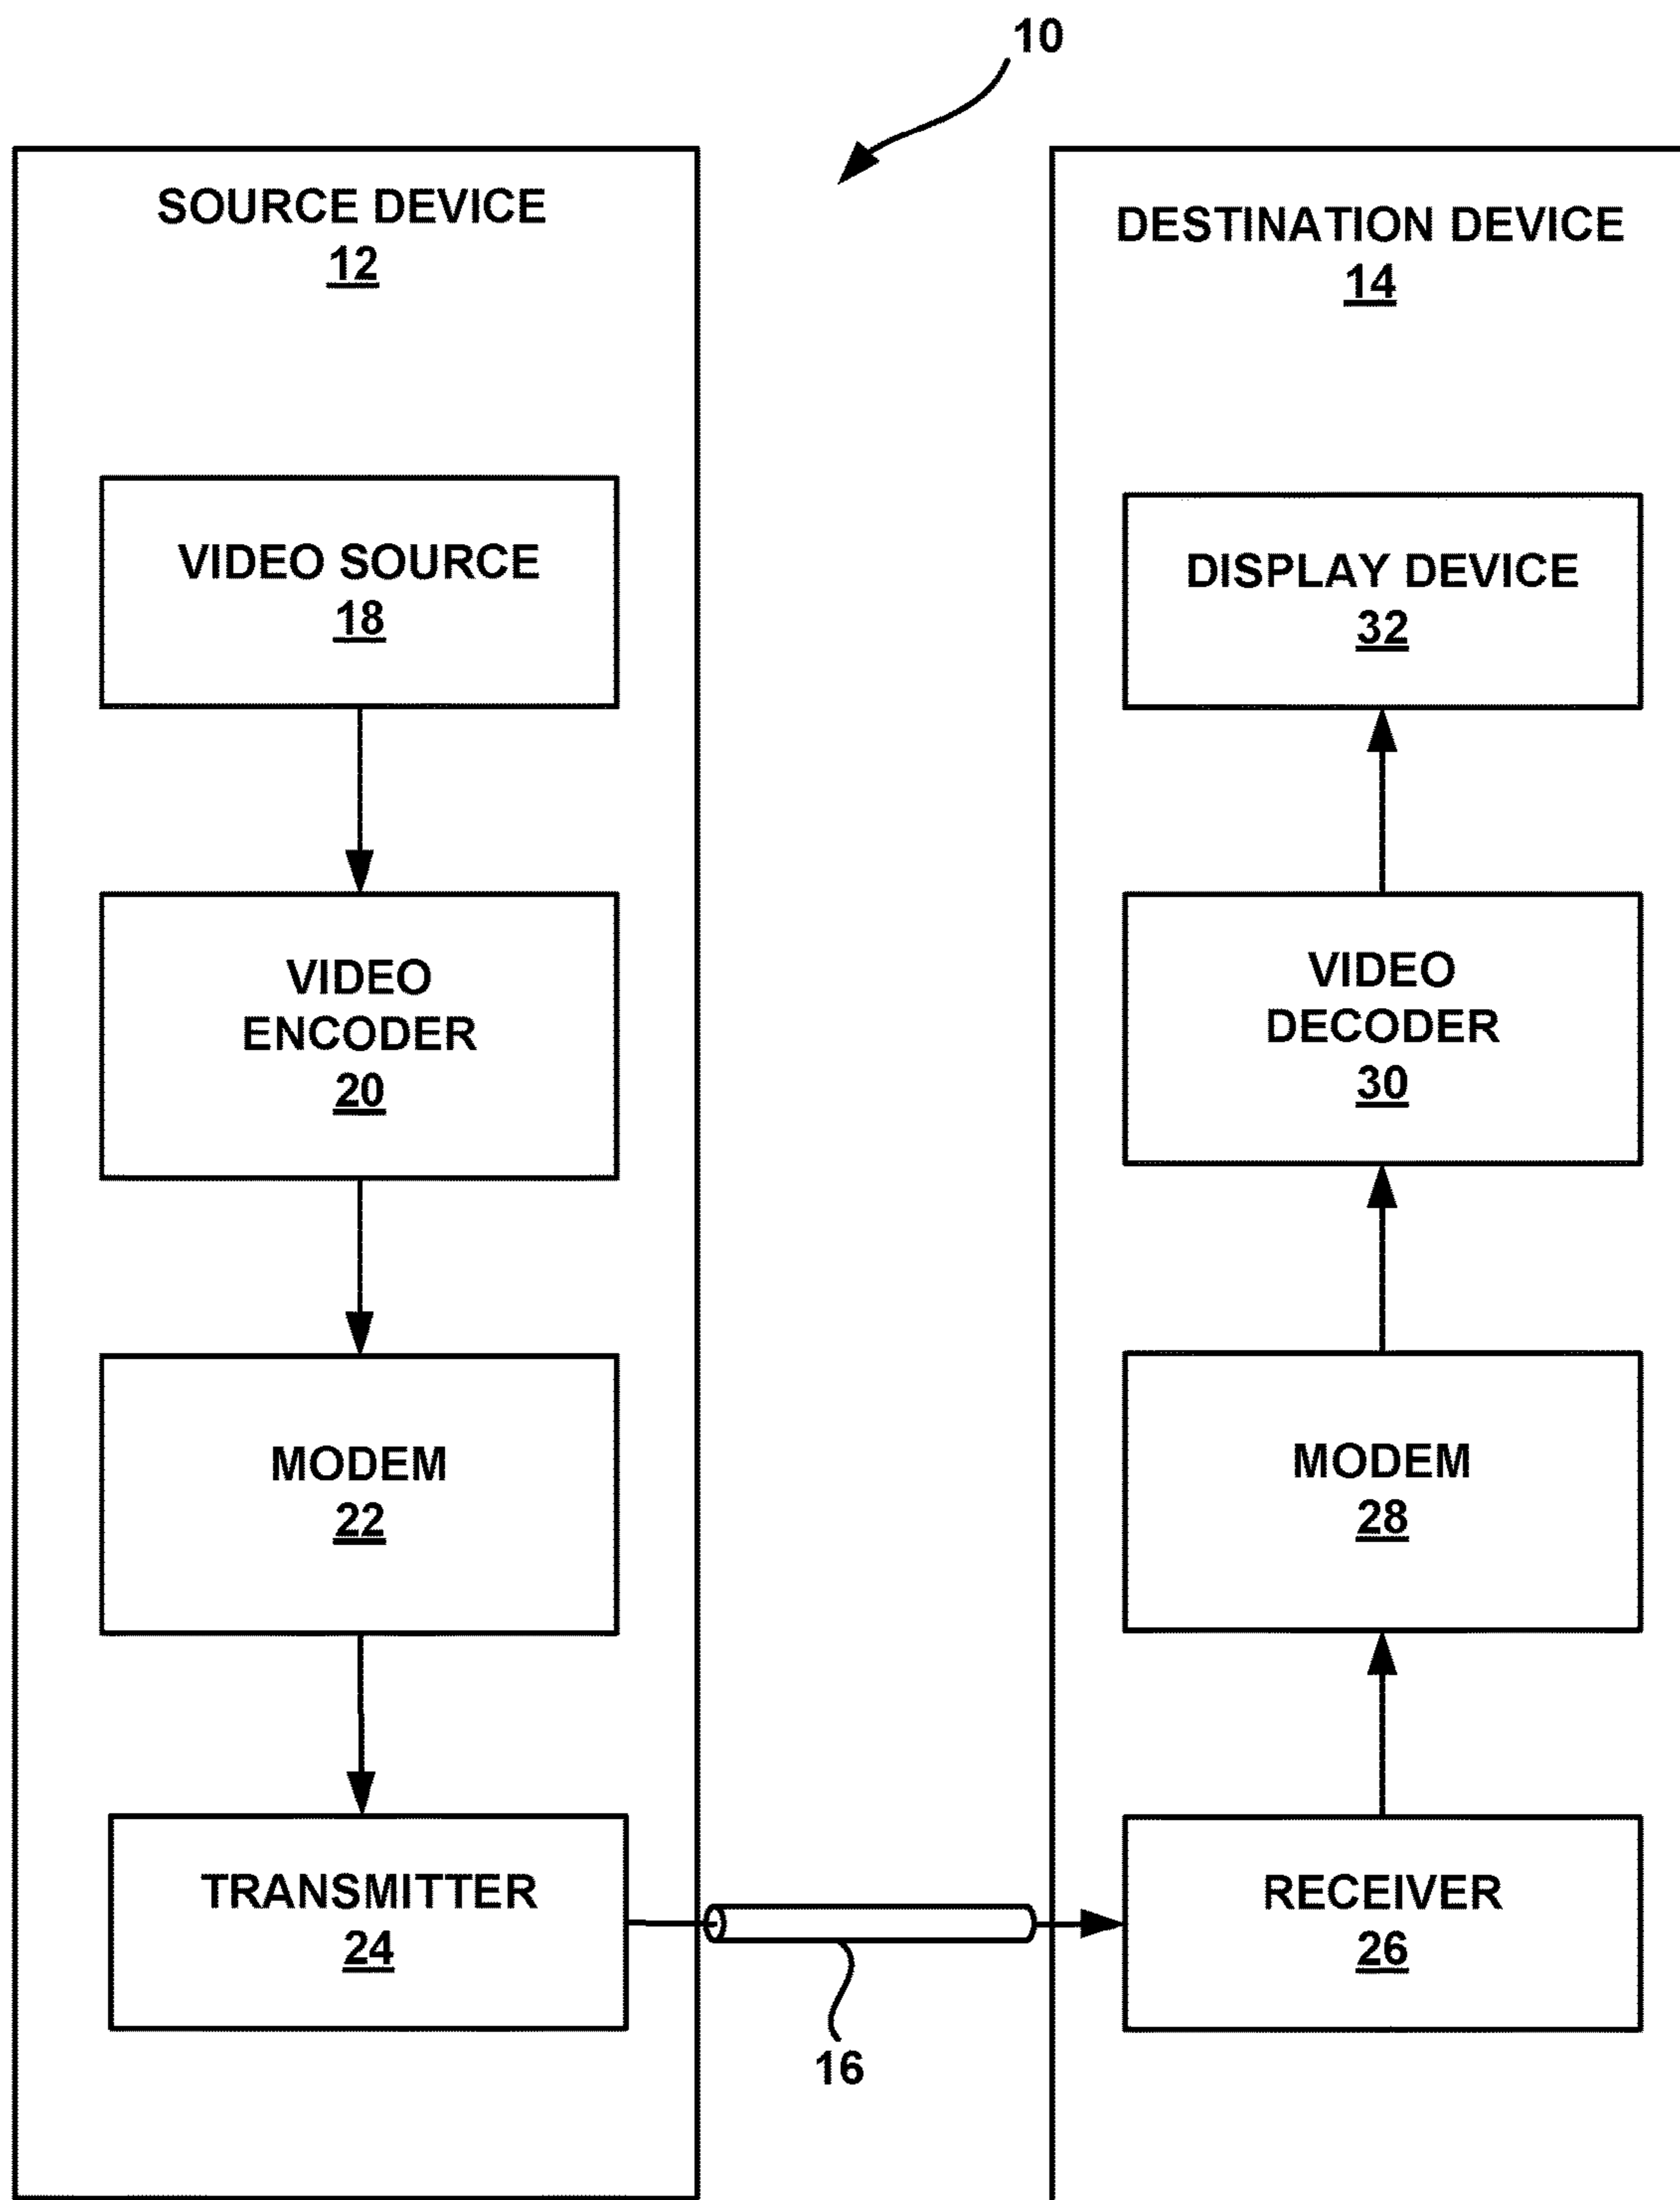 10
SOURCE DEVICE
12
VIDEO SOURCE
18
VIDEO
ENCODER
20
MODEM
22
TRANSMITTER
24
16
DESTINATION DEVICE
14
DISPLAY DEVICE
32
VIDEO
DECODER
30
MODEM
28
RECEIVER
26